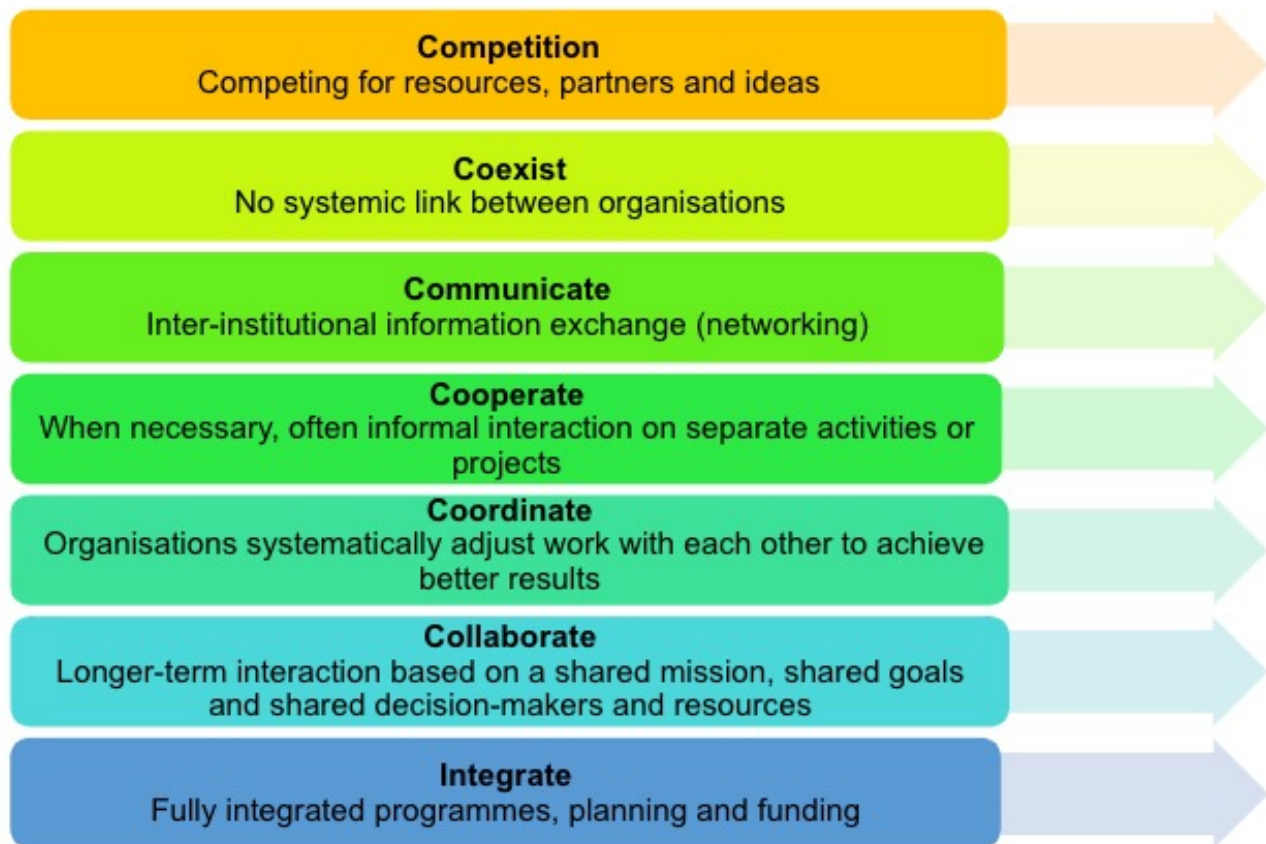 Competition
Competing for resources, partners and ideas
Coexist
No systemic link between organisations
Communicate
Inter-institutional information exchange (networking)
Cooperate
When necessary, often informal interaction on separate activities or
projects
Coordinate
Organisations systematically adjust work with each other to achieve
better results
Collaborate
Longer-term interaction based on a shared mission, shared goals
and shared decision-makers and resources
Integrate
Fully integrated programmes, planning and funding